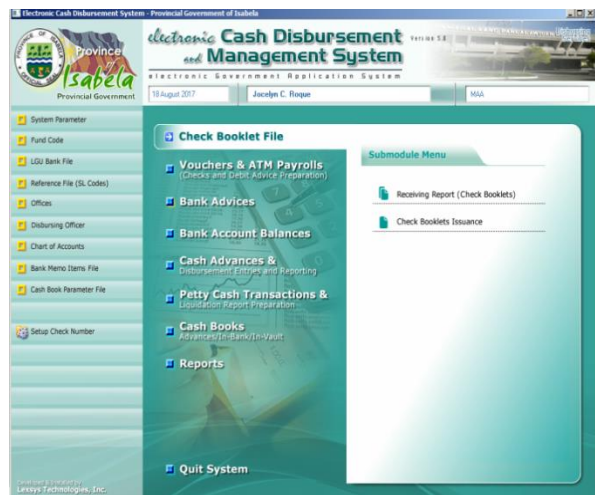 Electronic Cash Disbursement System - Provincial Government of Isabela
Province
of
Isabela
Provincial Government
electronic Cash Disbursement
and Management System
electronic Government Application System
18 August 2017
Jocelyn C. Roque
MAA
System Parameter
Fund Code
LGU Bank File
Reference File (SL Codes)
Offices
Disbursing Officer
Chart of Accounts
Bank Memo Items File
Cash Book Parameter File
Setup Check Number
Lessys Technologies, Inc.
Check Booklet File
Vouchers & ATM Payrolls
(Checks and Debit Advice Preparation)
Bank Advices
Bank Account Balances
Cash Advances &
Disbursement Entries and Reporting
Petty Cash Transactions &
Liquidation Report Preparation
Cash Books
Advances/In-Bank/In-Vault
Reports
Quit System
Submodule Menu
Receiving Report (Check Booklets)
Check Booklets Issuance